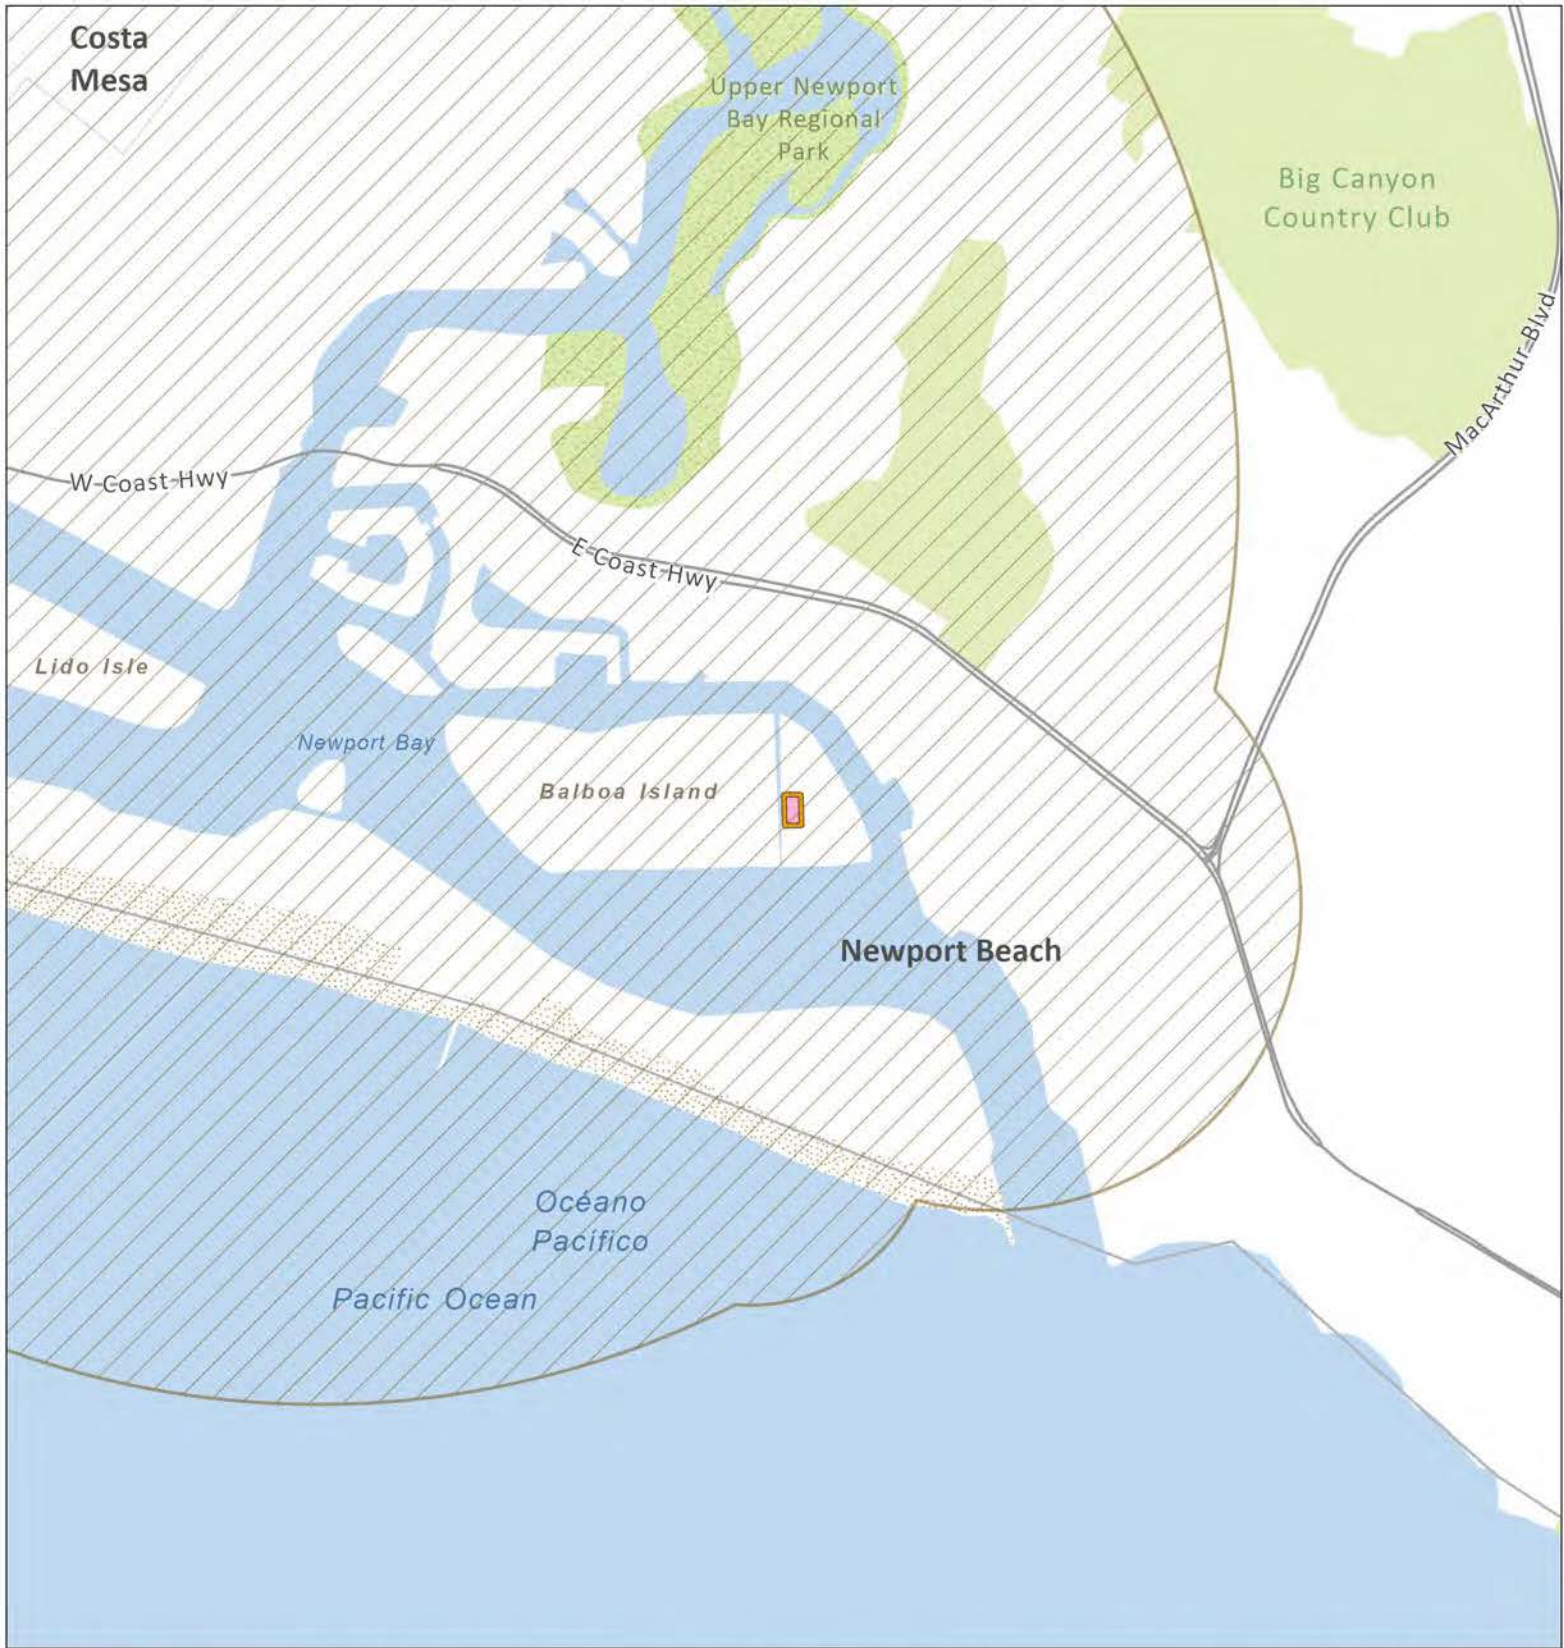 Costa
Mesa
Upper Newport
Bay Regional
Park
Big Canyon
Country Club
MacArthur Blvd
W Coast Hwy
E Coast Hwy
Lido Isle
Newport Bay
Balboa Island
Newport Beach
Océano
Pacífico
Pacific Ocean